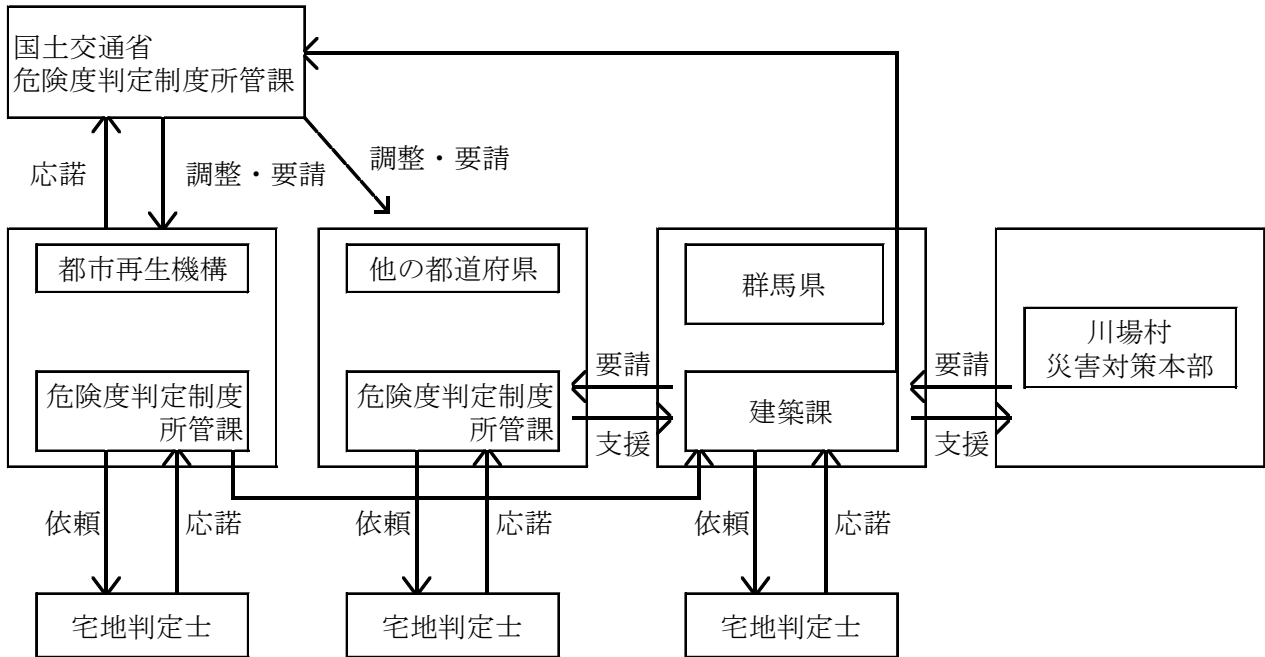 国土交通省
危険度判定制度所管課
応諾
調整・要請
調整・要請
都市再生機構
他の都道府県
群馬県
川場村
災害対策本部
危険度判定制度
所管課
危険度判定制度
所管課
建築課
要請
支援
要請
支援
依頼
応諾
依頼
応諾
依頼
応諾
宅地判定士
宅地判定士
宅地判定士